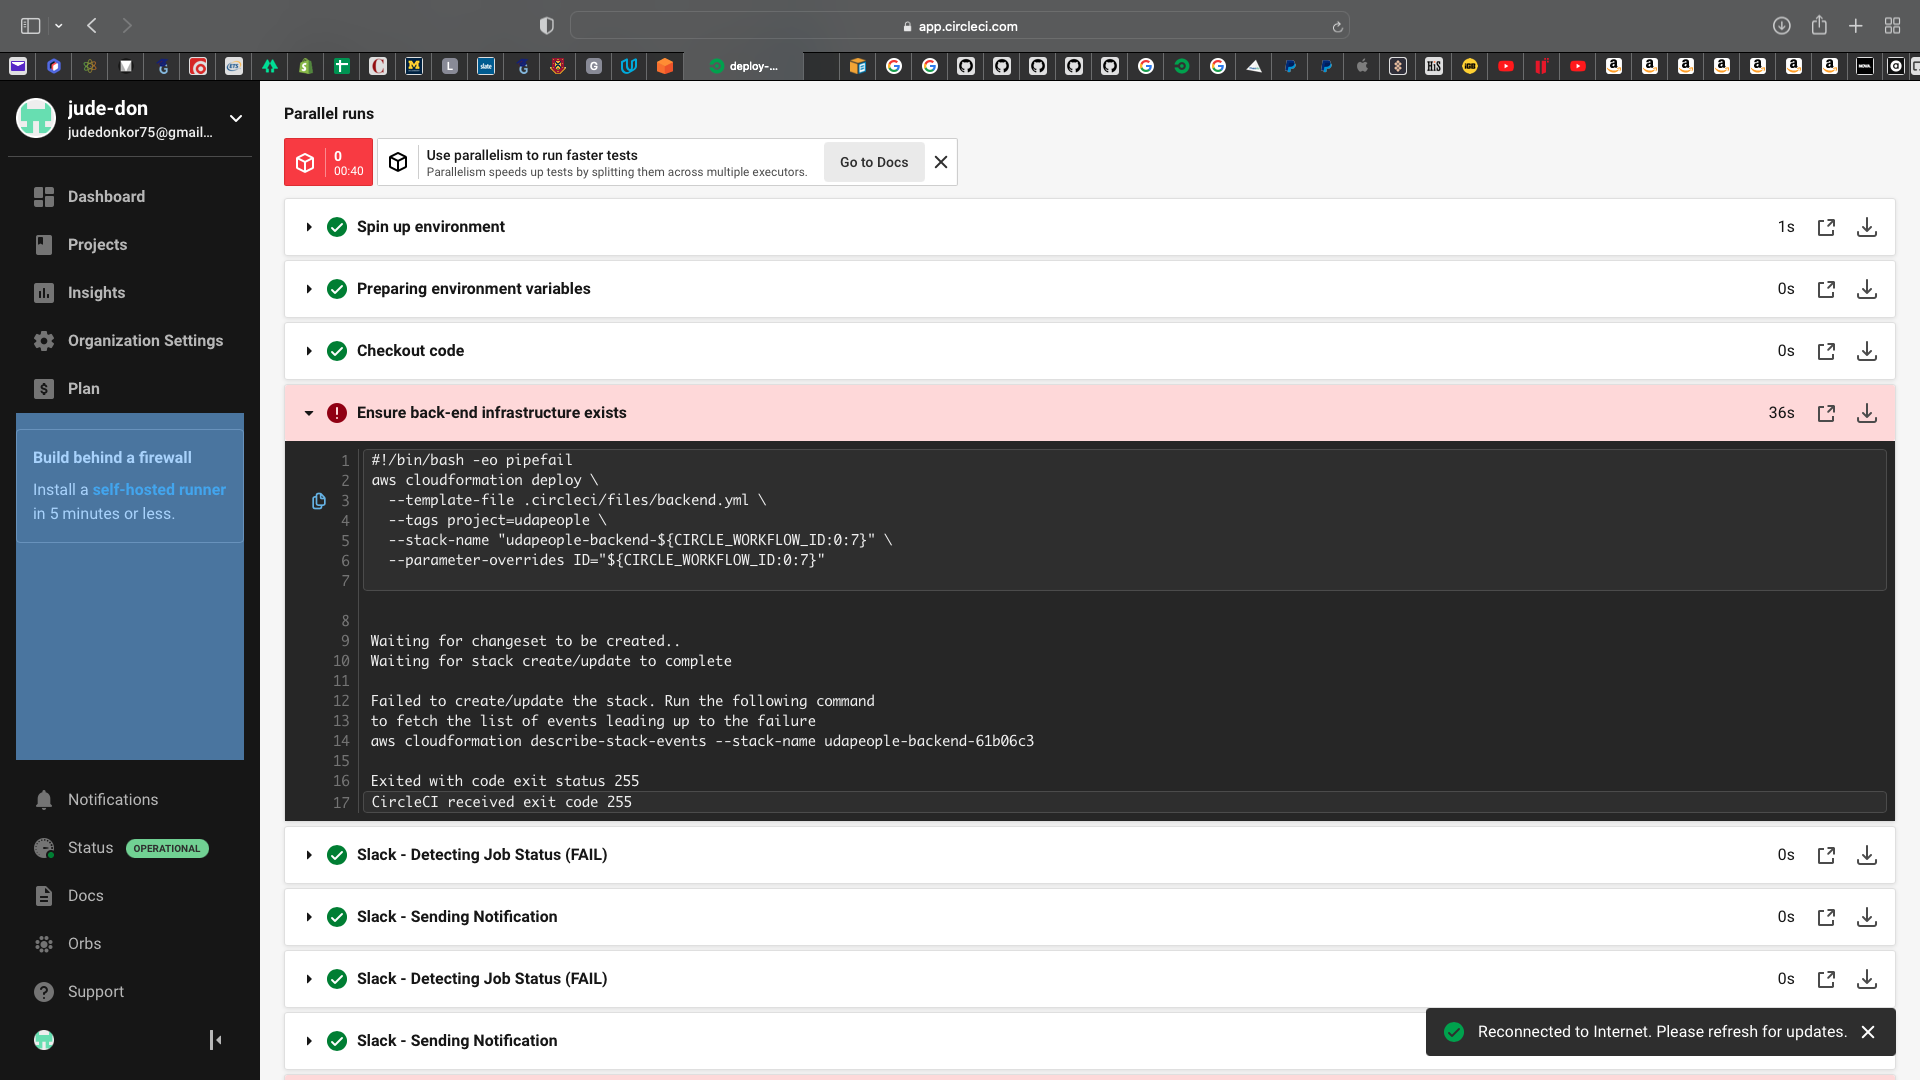 app.circleci.com
deploy-...
jude-don
judedonkor75@gmail...
Dashboard
Projects
Insights
Organization Settings
Plan
Build behind a firewall
Install a self-hosted runner
in 5 minutes or less.
Notifications
Status OPERATIONAL
Docs
Orbs
Support
Parallel runs
0
00:40
Use parallelism to run faster tests
Parallelism speeds up tests by splitting them across multiple executors.
Go to Docs
Spin up environment 1s
Preparing environment variables 0s
Checkout code 0s
Ensure back-end infrastructure exists 36s
1 #!/bin/bash -eo pipefail
2 aws cloudformation deploy \
3 --template-file .circleci/files/backend.yml \
4 --tags project=udapeople \
5 --stack-name "udapeople-backend-${CIRCLE_WORKFLOW_ID:0:7}" \
6 --parameter-overrides ID="${CIRCLE_WORKFLOW_ID:0:7}"
7
8
9 Waiting for changeset to be created..
10 Waiting for stack create/update to complete
11
12 Failed to create/update the stack. Run the following command
13 to fetch the list of events leading up to the failure
14 aws cloudformation describe-stack-events --stack-name udapeople-backend-61b06c3
15
16 Exited with code exit status 255
17 CircleCI received exit code 255
Slack - Detecting Job Status (FAIL) 0s
Slack - Sending Notification 0s
Slack - Detecting Job Status (FAIL) 0s
Slack - Sending Notification
Reconnected to Internet. Please refresh for updates.